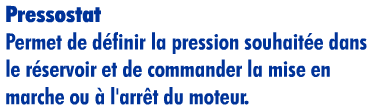 Pressostat
Permet de définir la pression souhaitée dans
le réservoir et de commander la mise en
marche ou à l'arrêt du moteur.